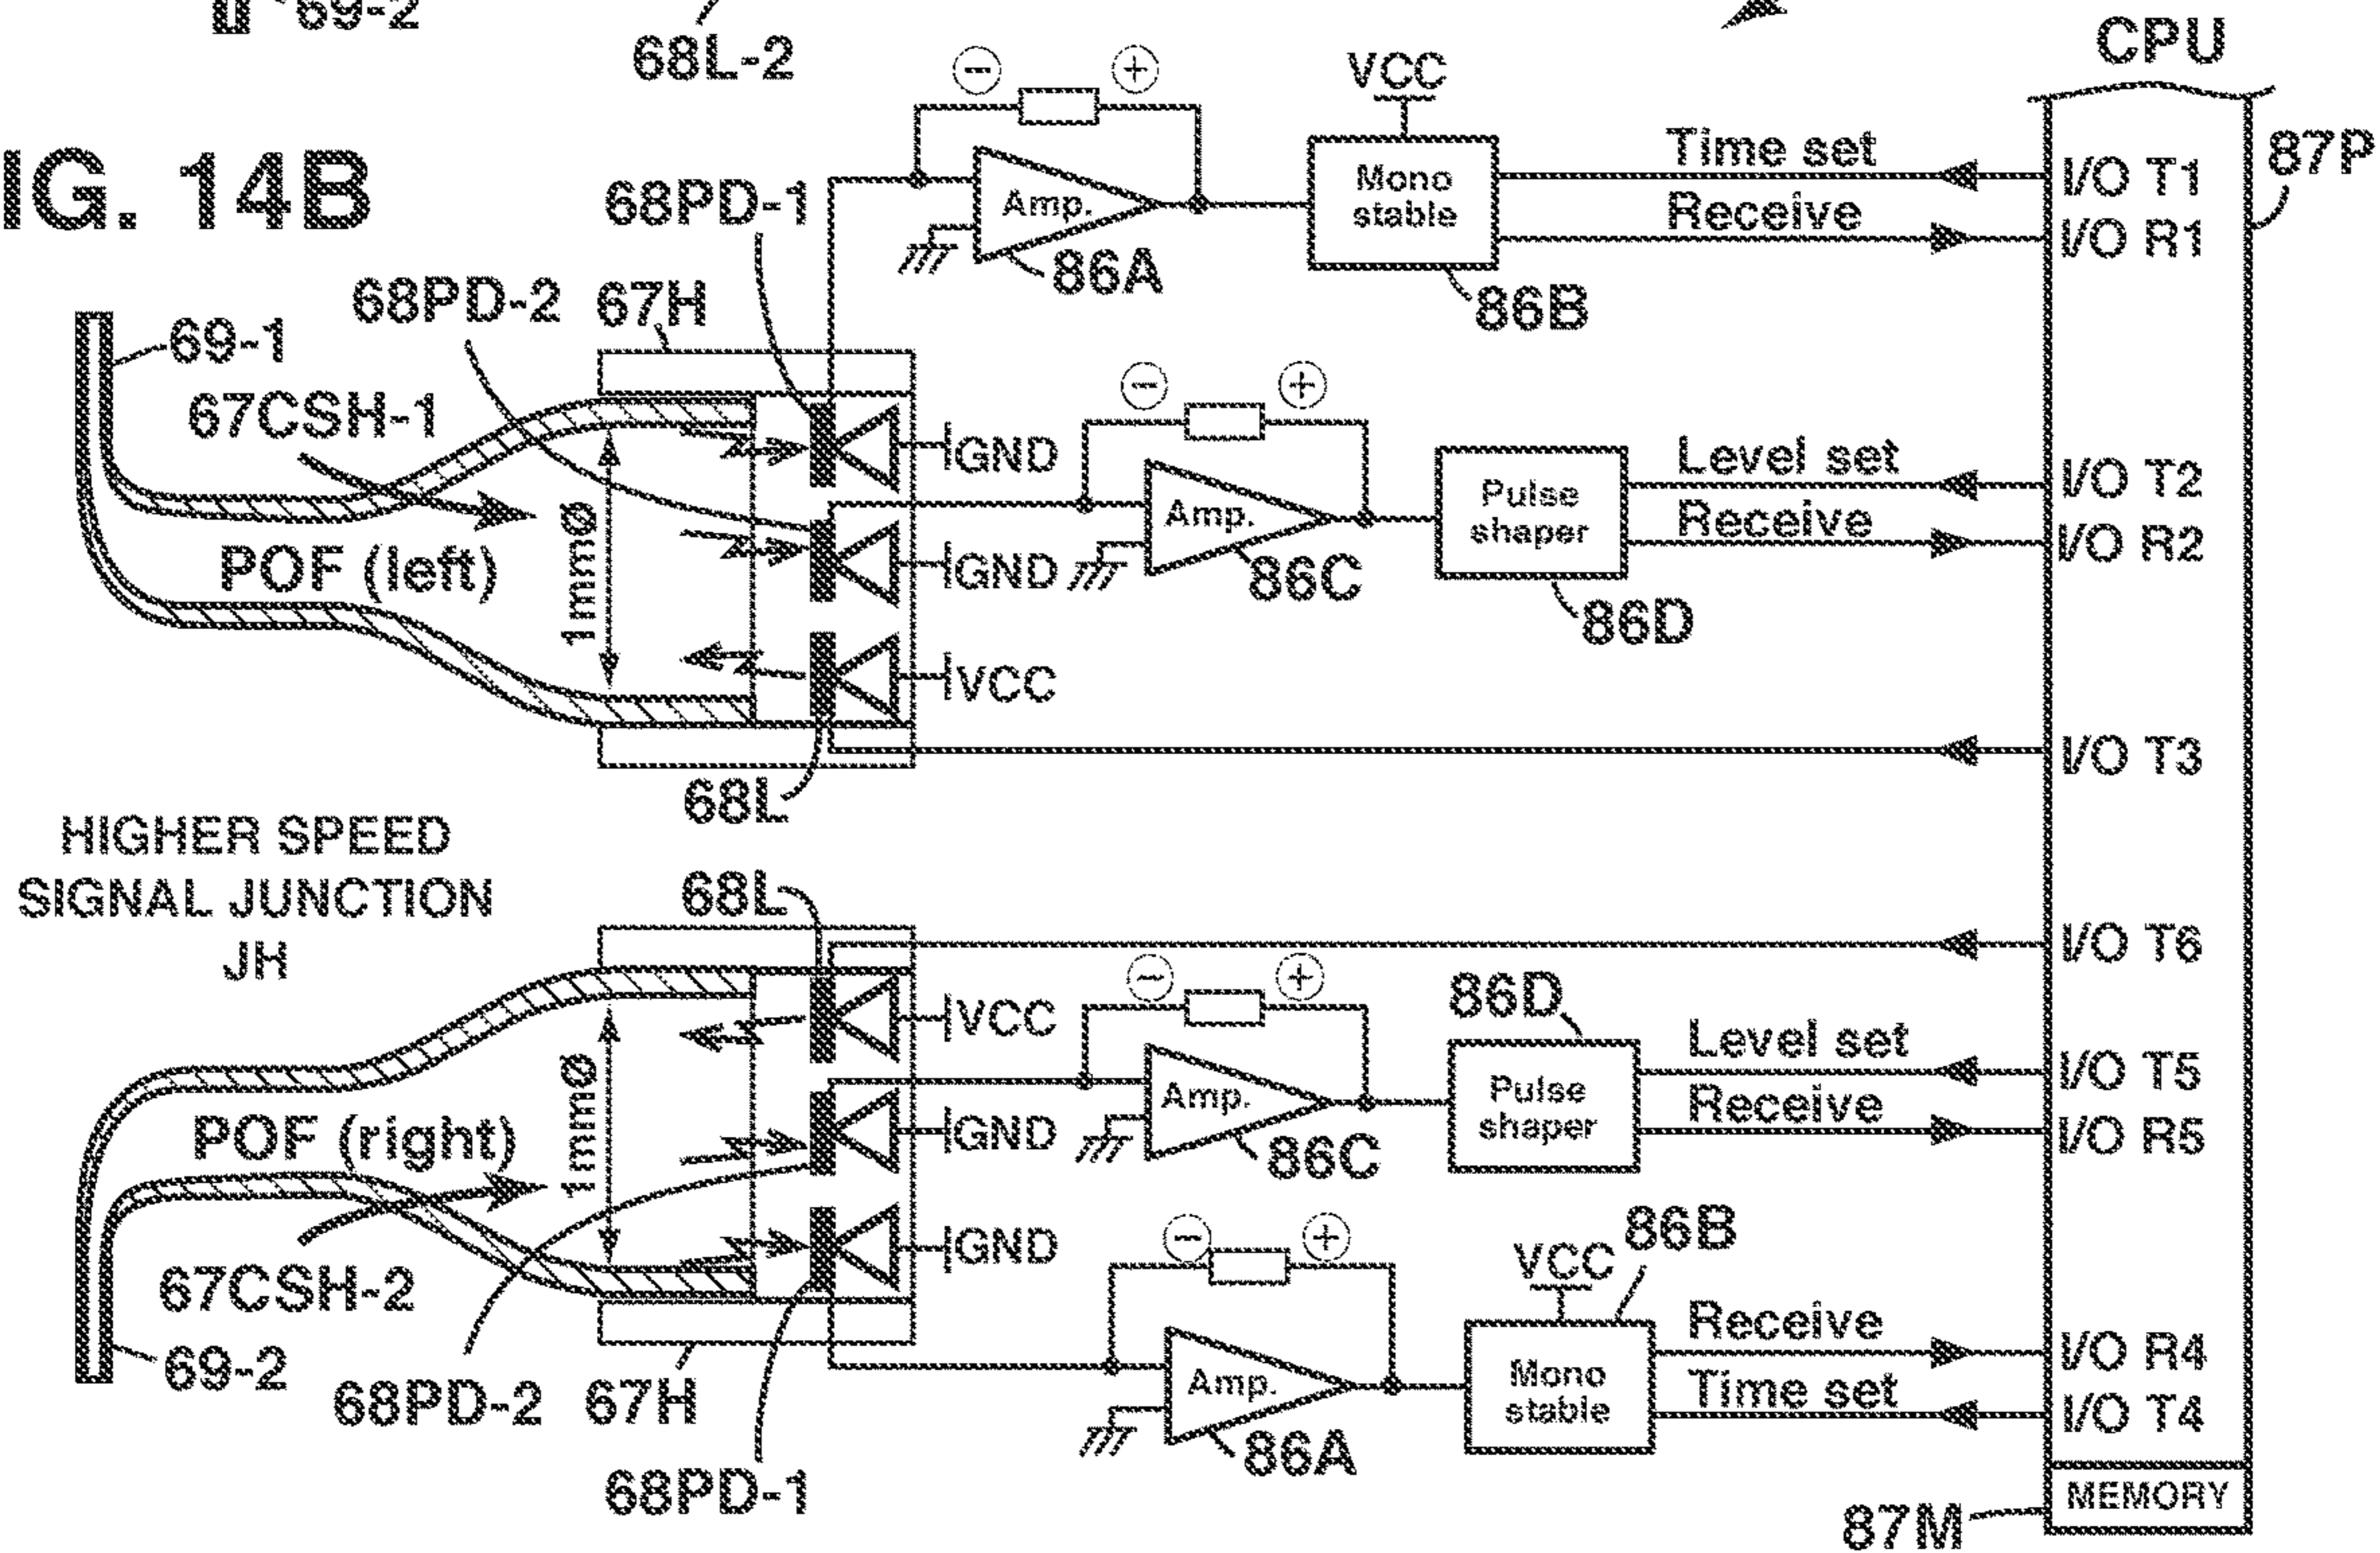 69-2
68L-2
CPU
VCC
IG. 14B
68PD-1
Amp.
86A
Mono
stable
86B
Time set
Receive
I/O T1
I/O R1
87P
69-1
68PD-2
67H
67CSH-1
POF (left)
1mmØ
GND
GND
VCC
Amp.
86C
Pulse
shaper
86D
Level set
Receive
I/O T2
I/O R2
I/O T3
68L
HIGHER SPEED
SIGNAL JUNCTION
JH
68L
I/O T6
VCC
GND
GND
1mmØ
POF (right)
67CSH-2
69-2
68PD-2
67H
68PD-1
Amp.
86C
86D
Pulse
shaper
Level set
Receive
I/O T5
I/O R5
Amp.
86A
VCC
86B
Mono
stable
Receive
Time set
I/O R4
I/O T4
MEMORY
87M